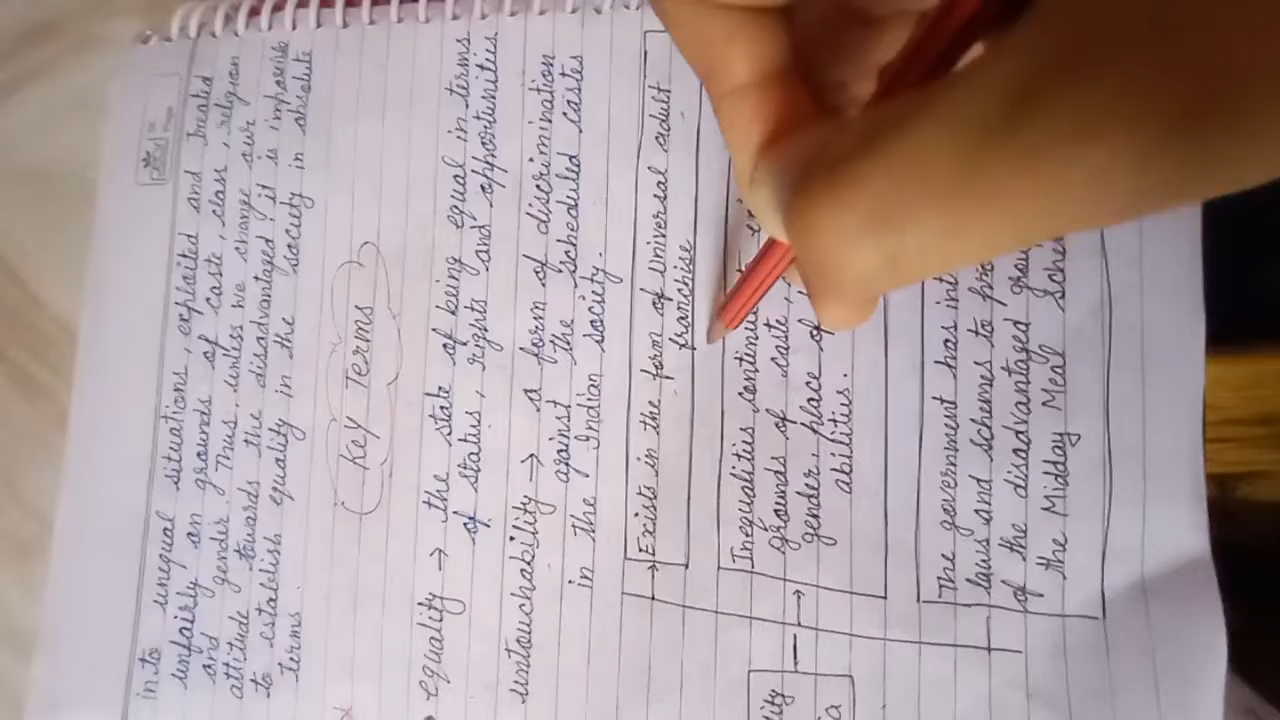 into unequal situations, exploited and treated
unfairly on grounds of caste, class, religion
and gender. Thus, unless we change our
attitude towards the disadvantaged, it is impossible
to establish equality in the society in absolute
terms
Key Terms
equality → the state of being equal in terms
of status, rights and opportunities
untouchability → a form of discrimination
against the scheduled castes
in the Indian society.
Exists in the form of Universal adult
franchise
Inequalities continue
grounds of caste,
gender, place of
abilities.
The government has
laws and schemes to
of the disadvantaged
the Midday Meal